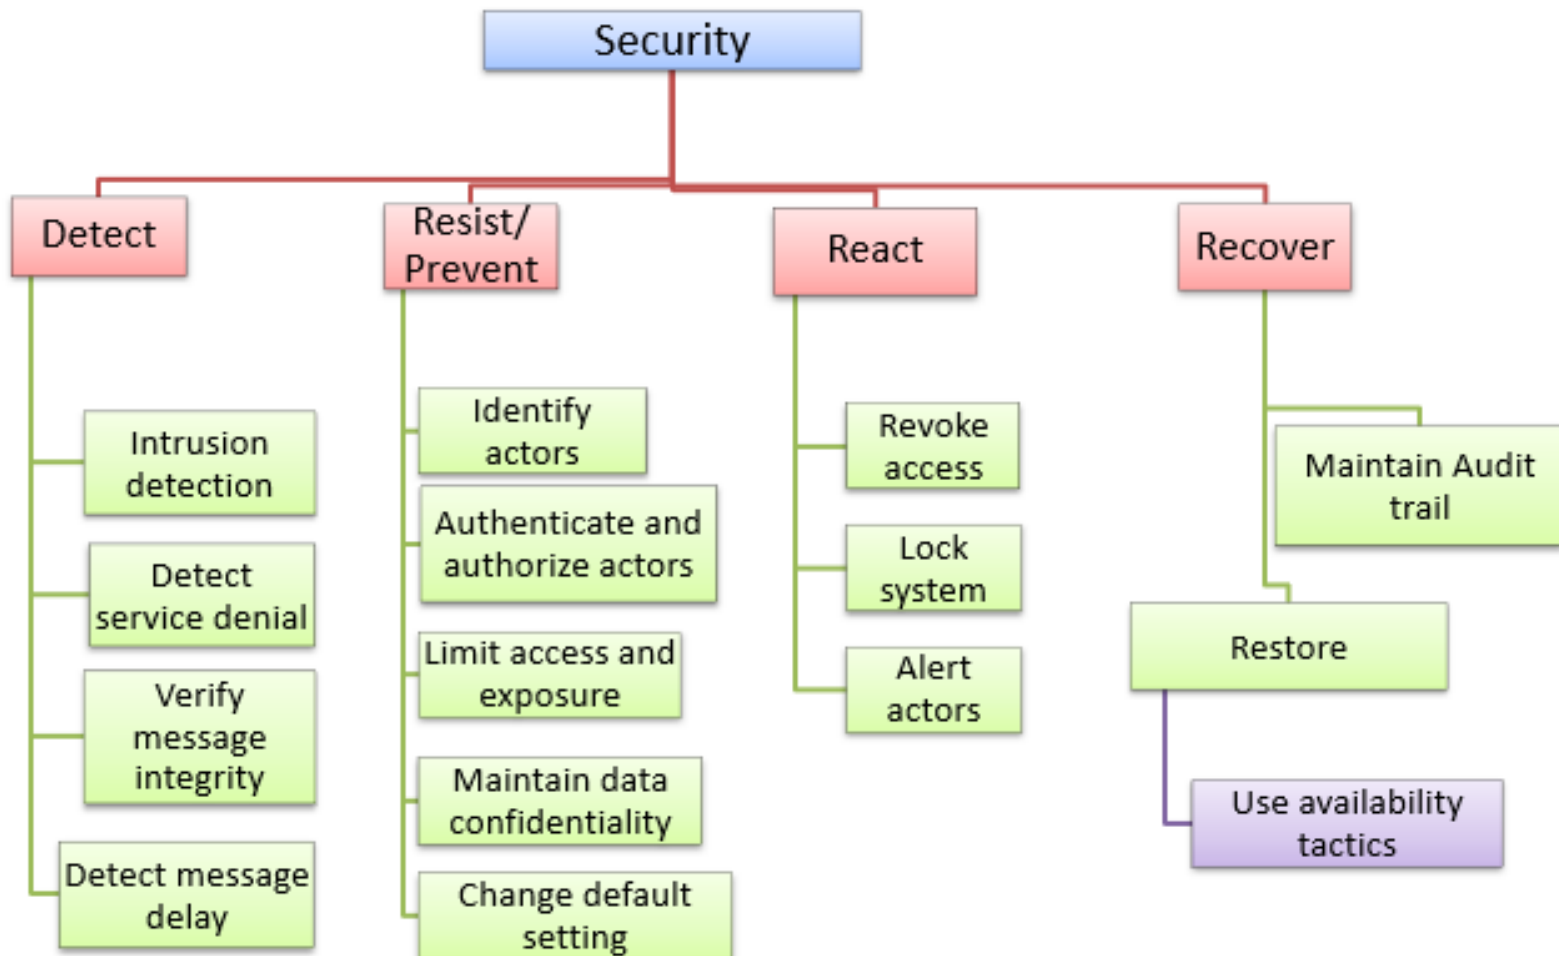 Security
Detect
Resist/
Prevent
React
Recover
Intrusion
detection
Detect
service denial
Verify
message
integrity
Detect message
delay
Identify
actors
Authenticate and
authorize actors
Limit access and
exposure
Maintain data
confidentiality
Change default
setting
Revoke
access
Lock
system
Alert
actors
Maintain Audit
trail
Restore
Use availability
tactics